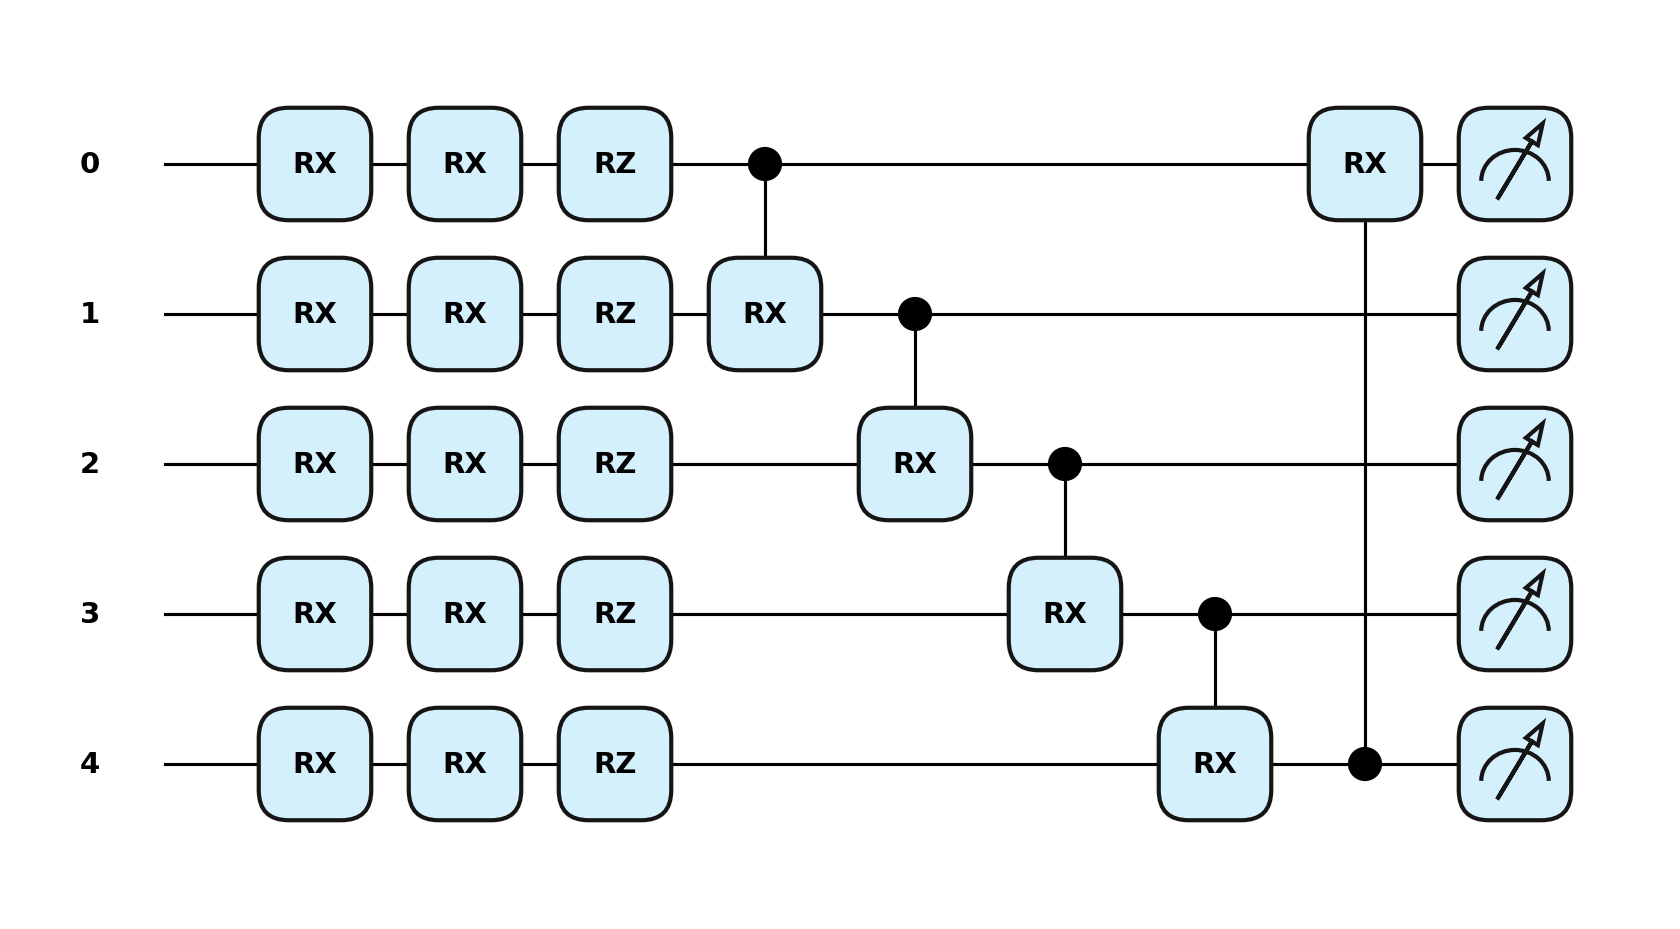 0 RX RX RZ RX
1 RX RX RZ RX
2 RX RX RZ RX
3 RX RX RZ RX
4 RX RX RZ RX